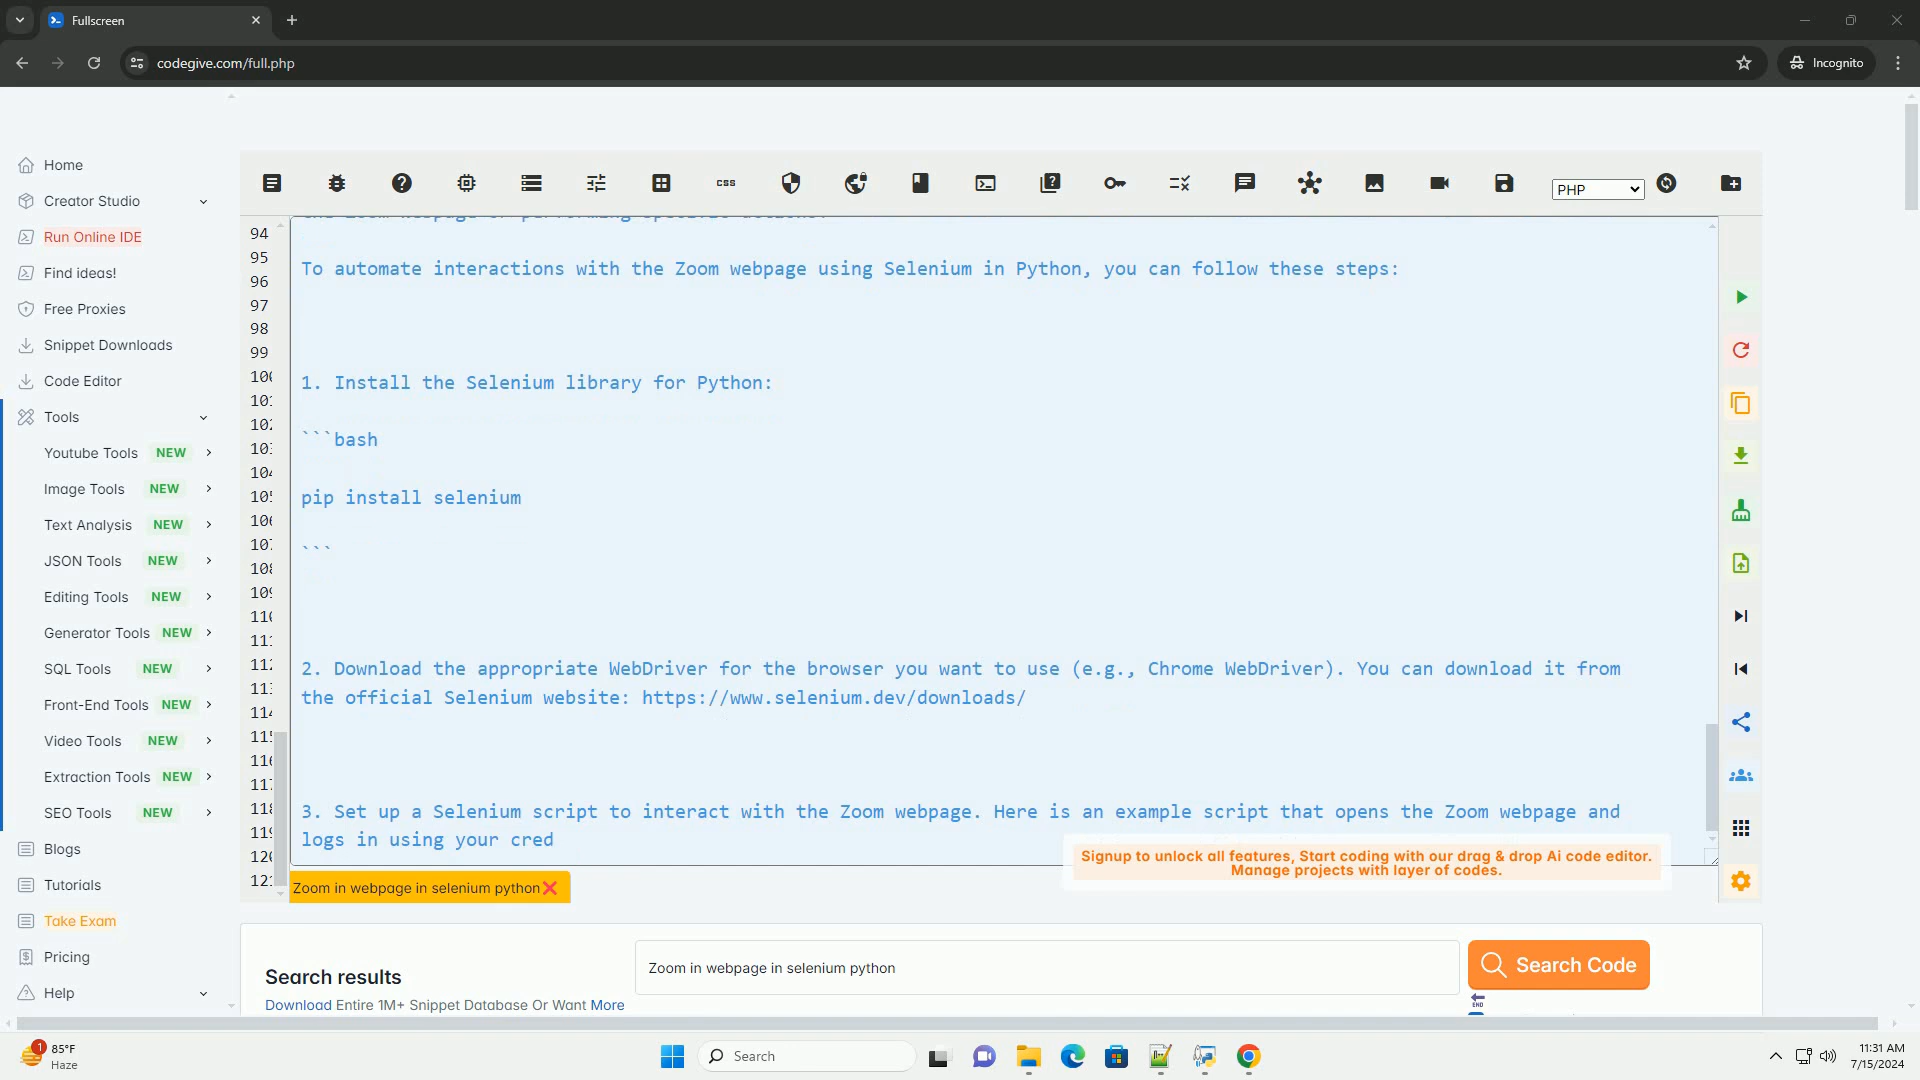 Fullscreen
codegive.com/full.php
Incognito
Home
Creator Studio
Run Online IDE
Find ideas!
Free Proxies
Snippet Downloads
Code Editor
Tools
Youtube Tools NEW
Image Tools NEW
Text Analysis NEW
JSON Tools NEW
Editing Tools NEW
Generator Tools NEW
SQL Tools NEW
Front-End Tools NEW
Video Tools NEW
Extraction Tools NEW
SEO Tools NEW
Blogs
Tutorials
Take Exam
Pricing
Help
css
PHP
94
95
96
97
98
99
To automate interactions with the Zoom webpage using Selenium in Python, you can follow these steps:
1. Install the Selenium library for Python:
```bash
pip install selenium
```
2. Download the appropriate WebDriver for the browser you want to use (e.g., Chrome WebDriver). You can download it from
the official Selenium website: https://www.selenium.dev/downloads/
3. Set up a Selenium script to interact with the Zoom webpage. Here is an example script that opens the Zoom webpage and
logs in using your cred
Signup to unlock all features, Start coding with our drag & drop Ai code editor.
Manage projects with layer of codes.
Zoom in webpage in selenium python
Search results
Download Entire 1M+ Snippet Database Or Want More
Zoom in webpage in selenium python
Search Code
END
1
85°F
Haze
Search
11:31 AM
7/15/2024